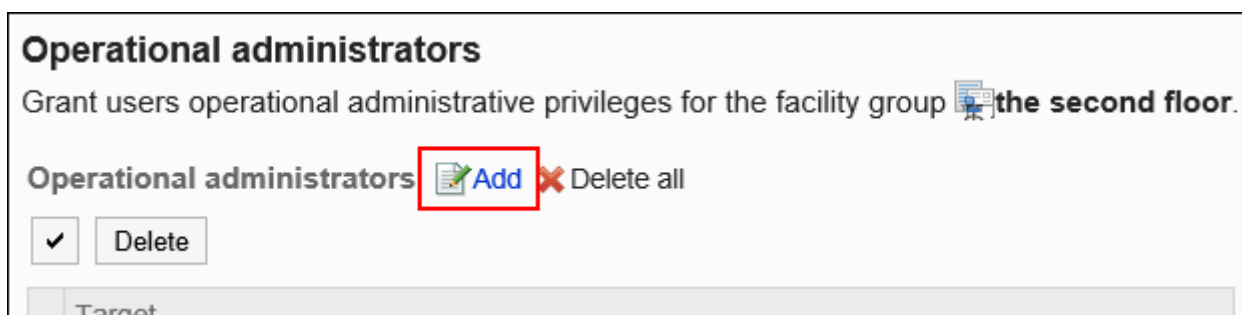 Operational administrators
Grant users operational administrative privileges for the facility group the second floor.
Operational administrators Add Delete all
Delete
Target